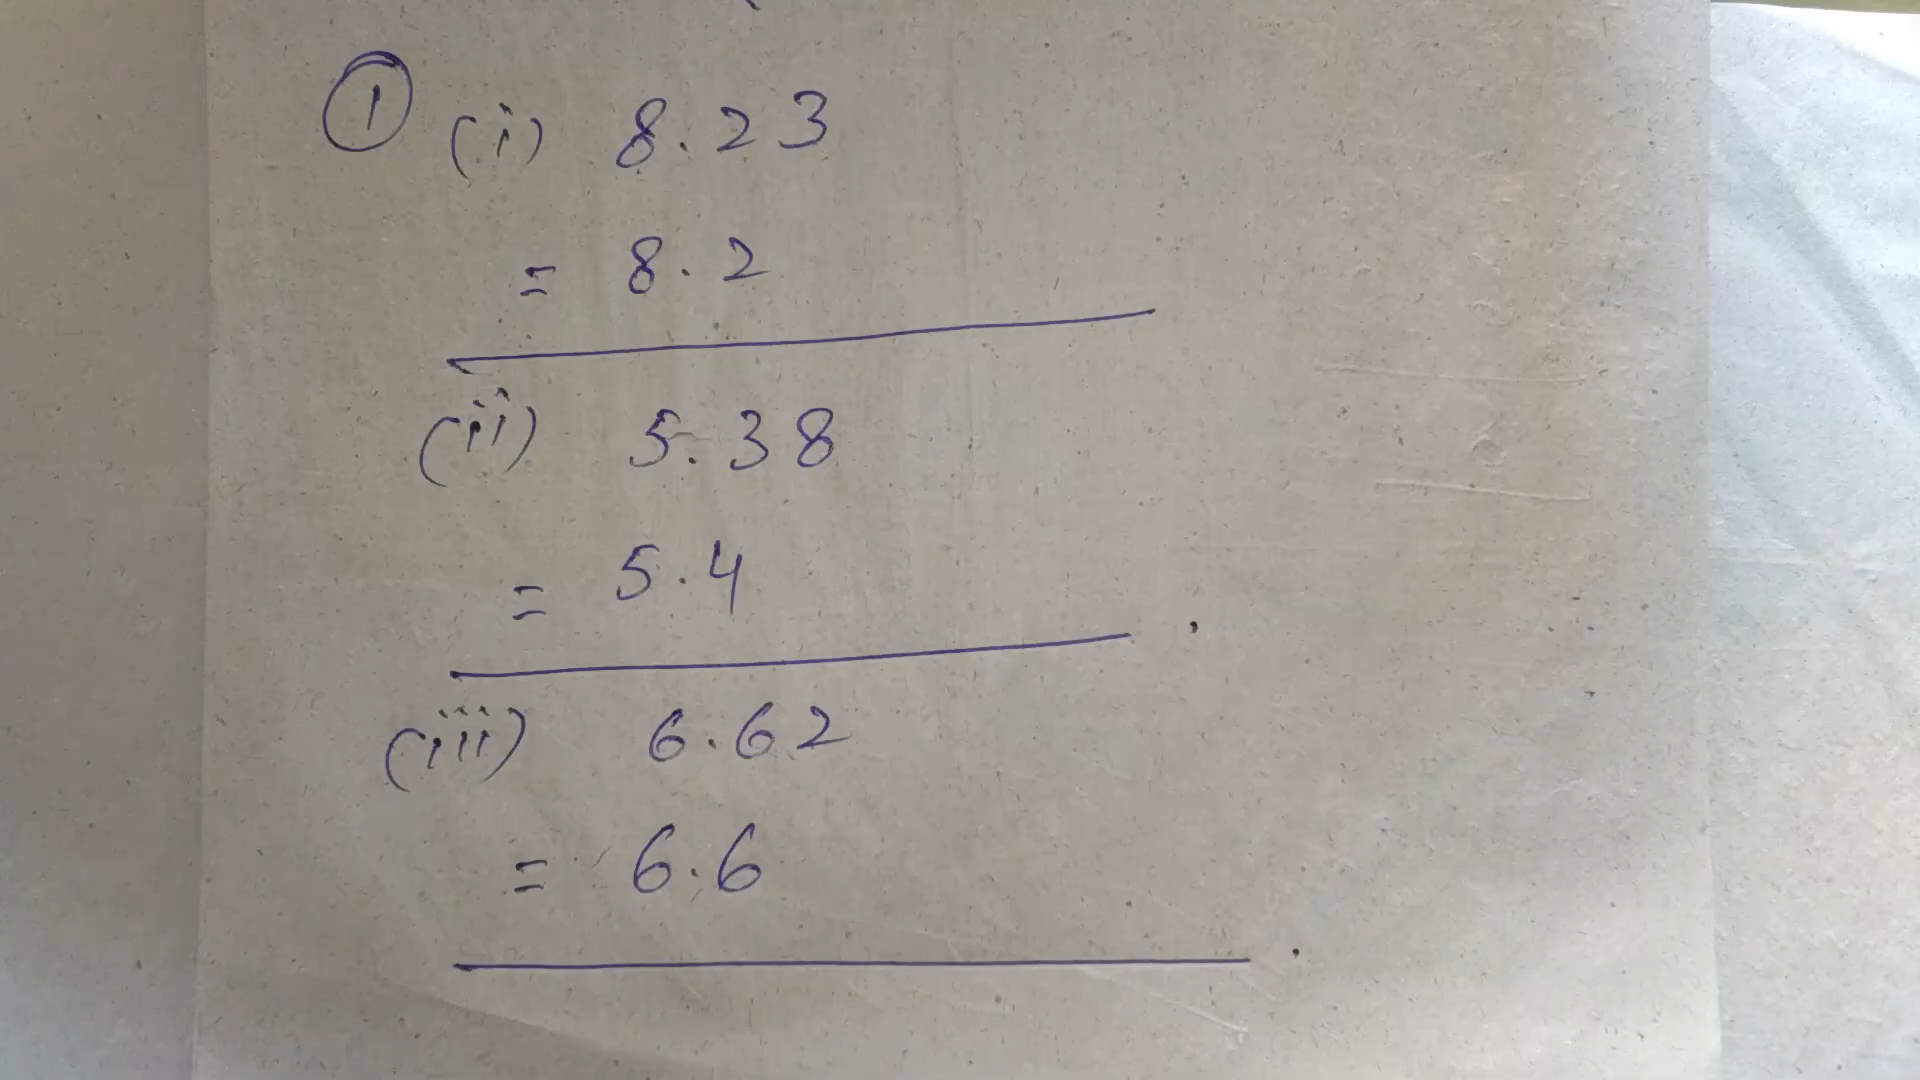 ① (i) 8.23
= 8.2
(ii) 5.38
= 5.4
(iii) 6.62
= 6.6